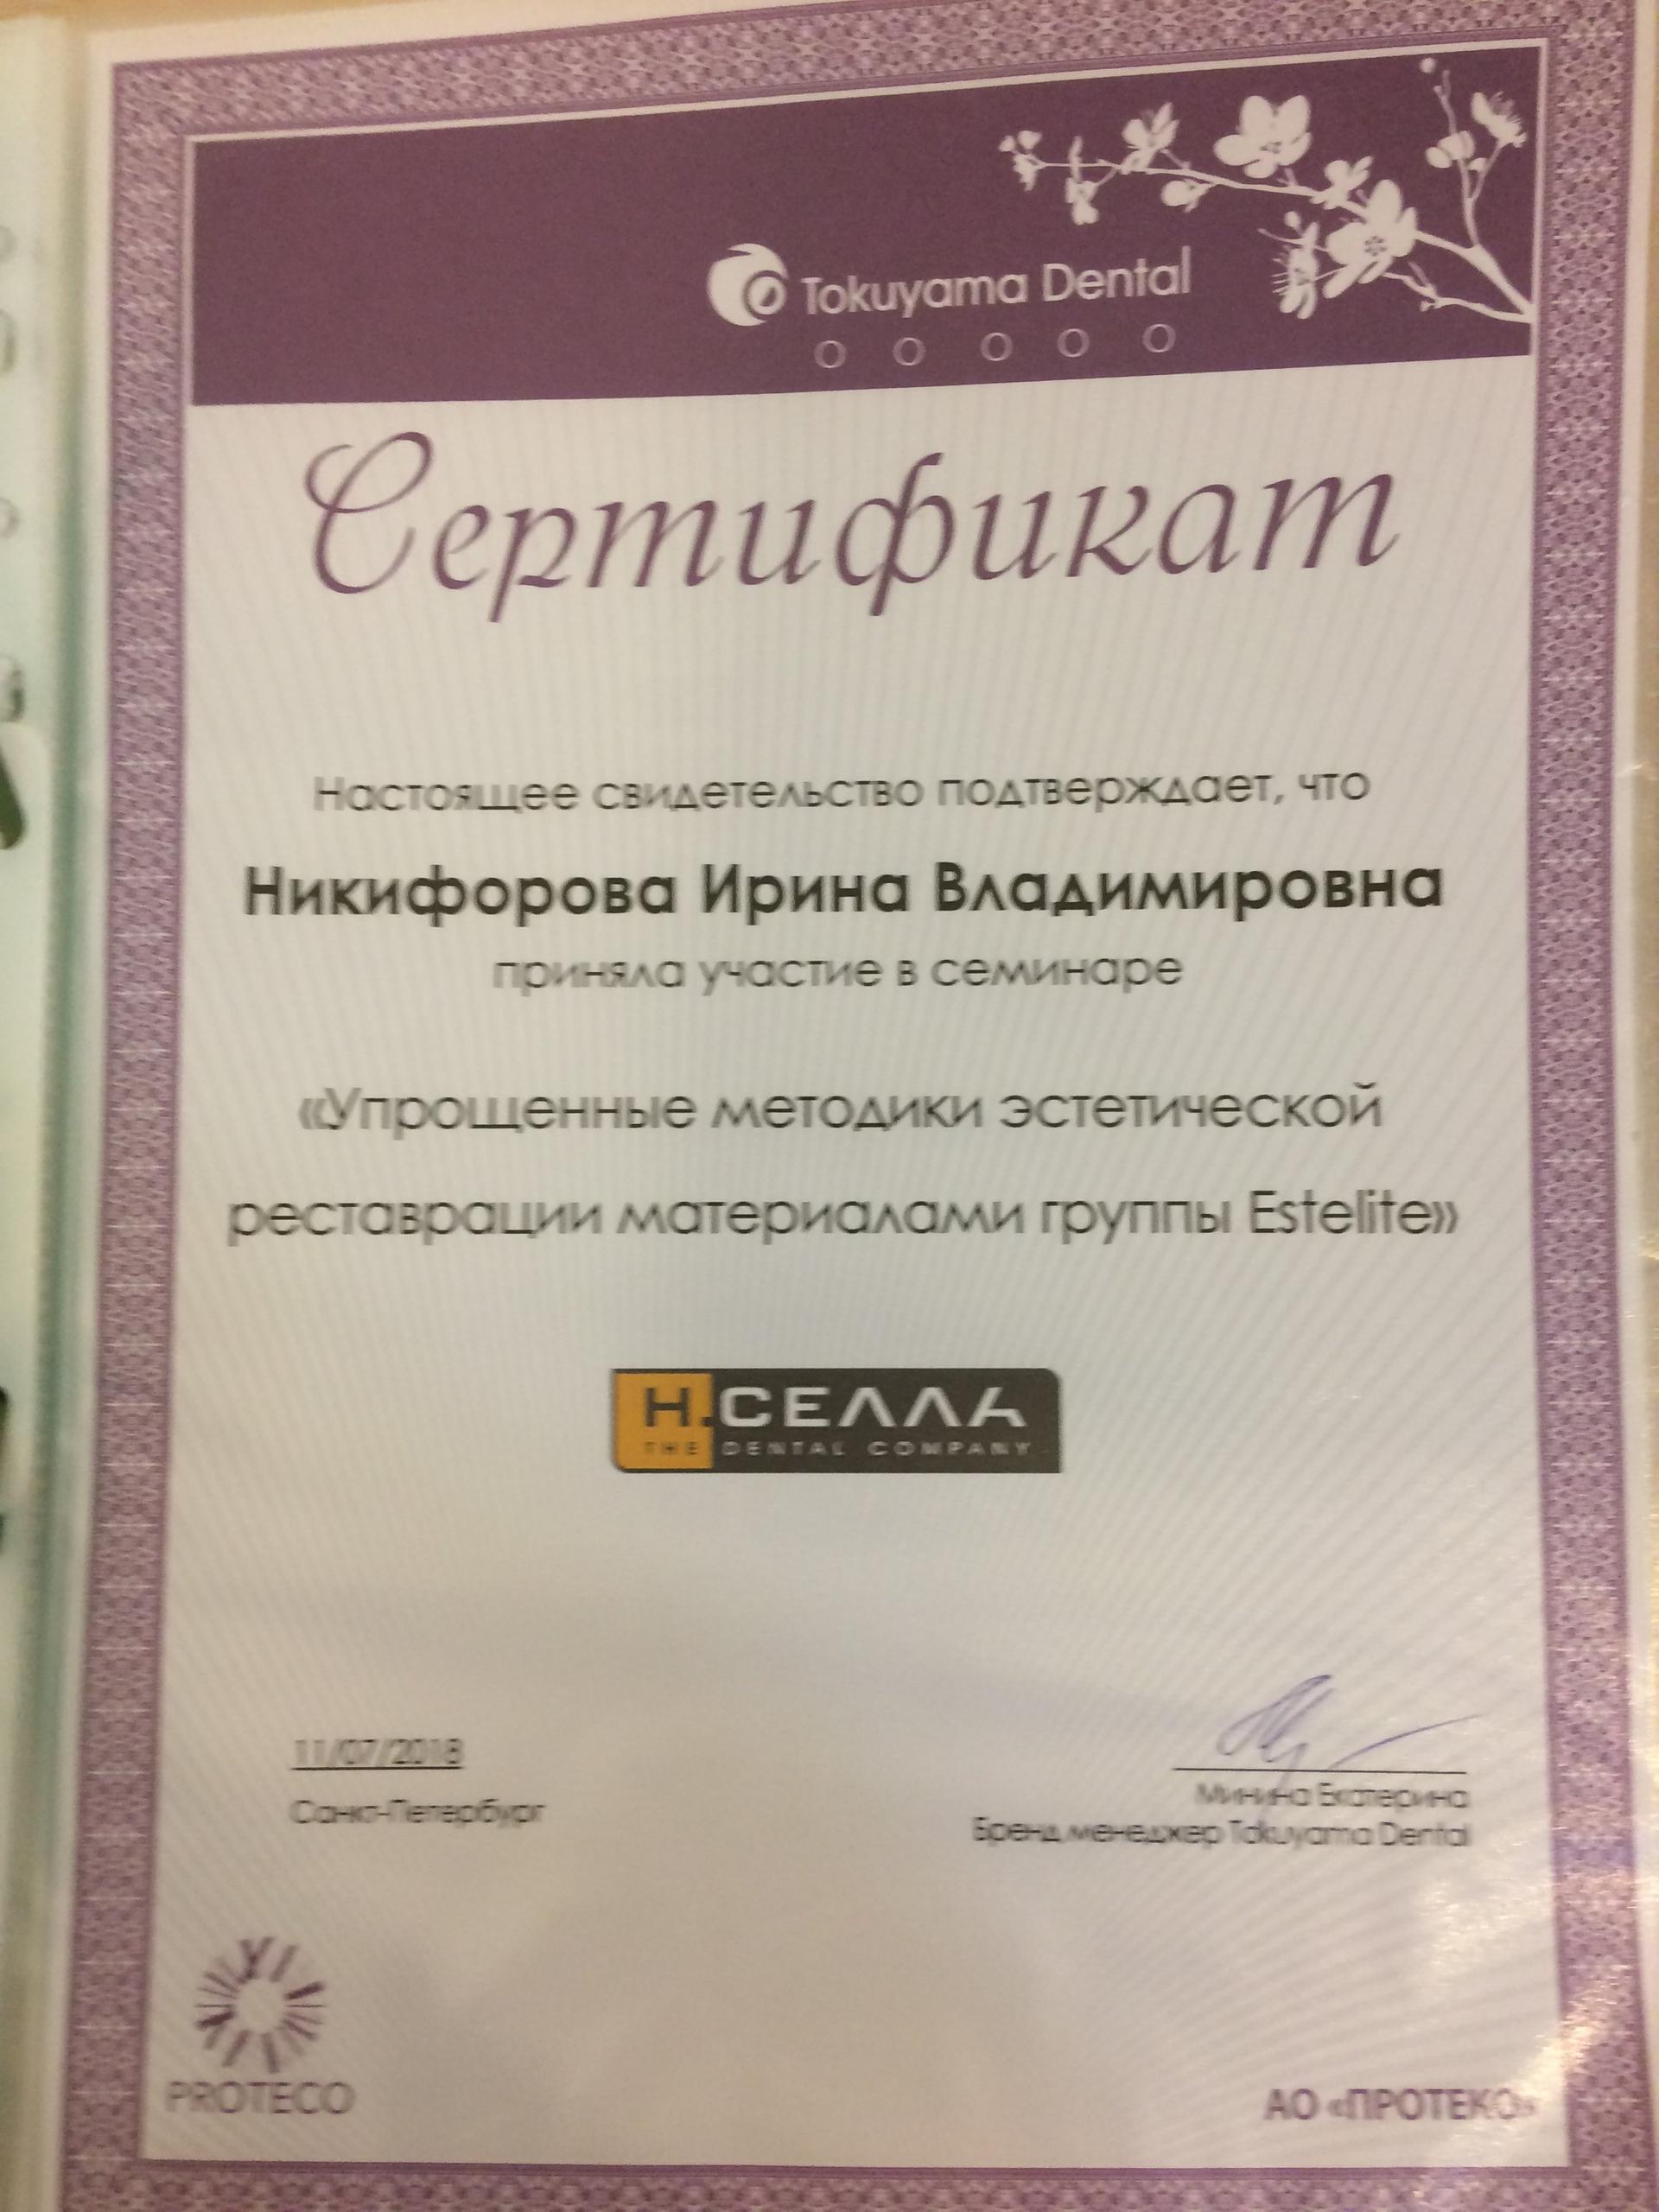 Tokuyama Dental
Сертификат
Настоящее свидетельство подтверждает, что
Никифорова Ирина Владимировна
приняла участие в семинаре
«Упрощенные методики эстетической
реставрации материалами группы Estelite»
Н.СЕЛЛА
THE DENTAL COMPANY
11/07/2018
Санкт-Петербург
Минина Екатерина
Бренд менеджер Tokuyama Dental
PROTECO
АО «ПРОТЕКО»